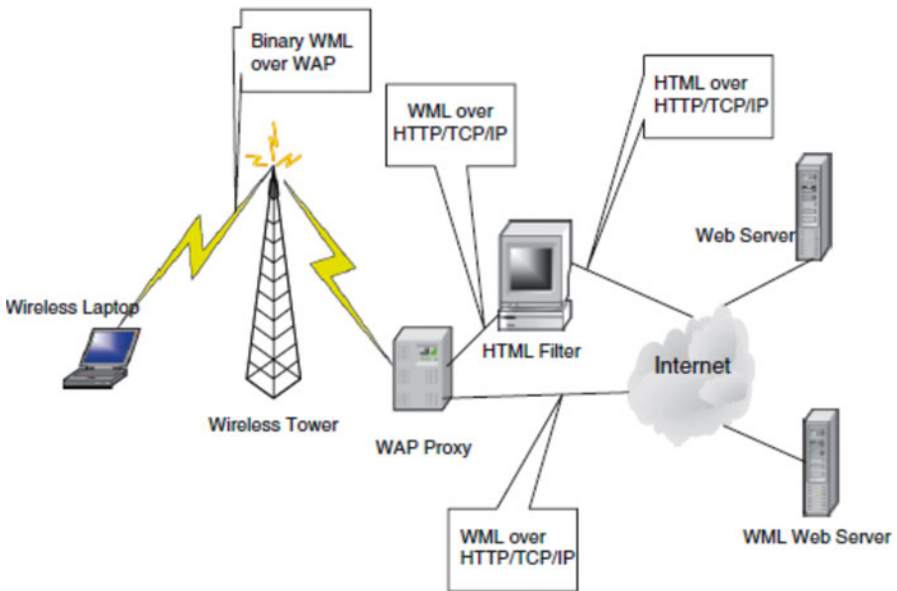 Binary WML
over WAP
WML over
HTTP/TCP/IP
HTML over
HTTP/TCP/IP
Web Server
Wireless Laptop
HTML Filter
Internet
Wireless Tower
WAP Proxy
WML over
HTTP/TCP/IP
WML Web Server